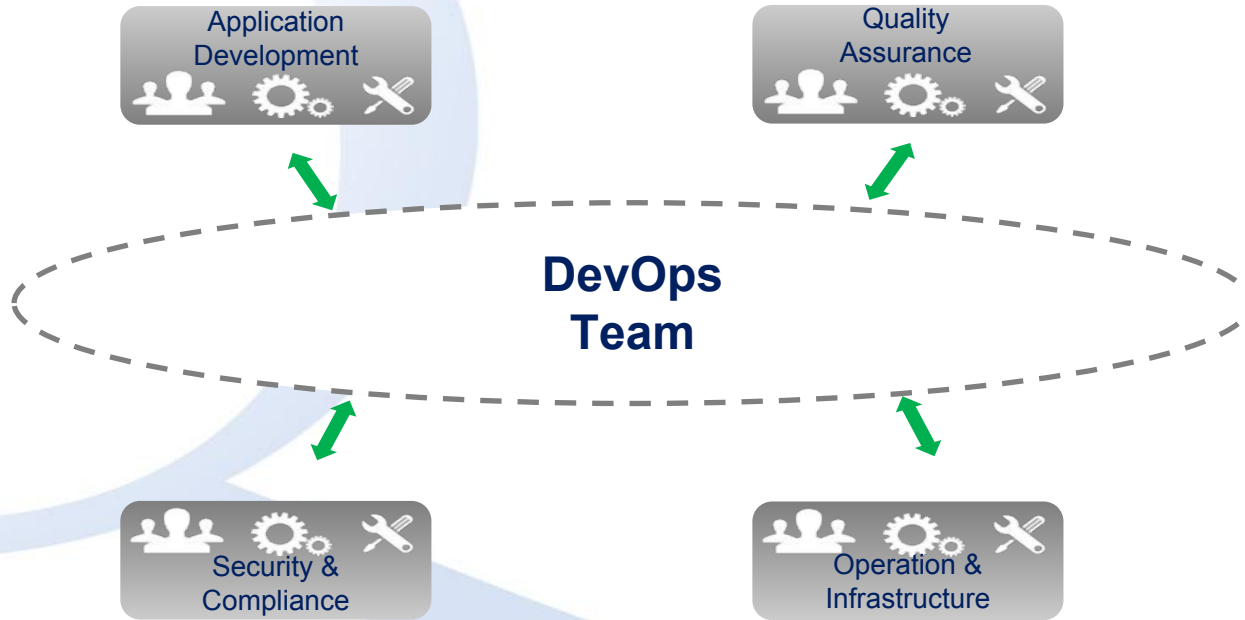 Application
Development
Quality
Assurance
DevOps
Team
Security &
Compliance
Operation &
Infrastructure